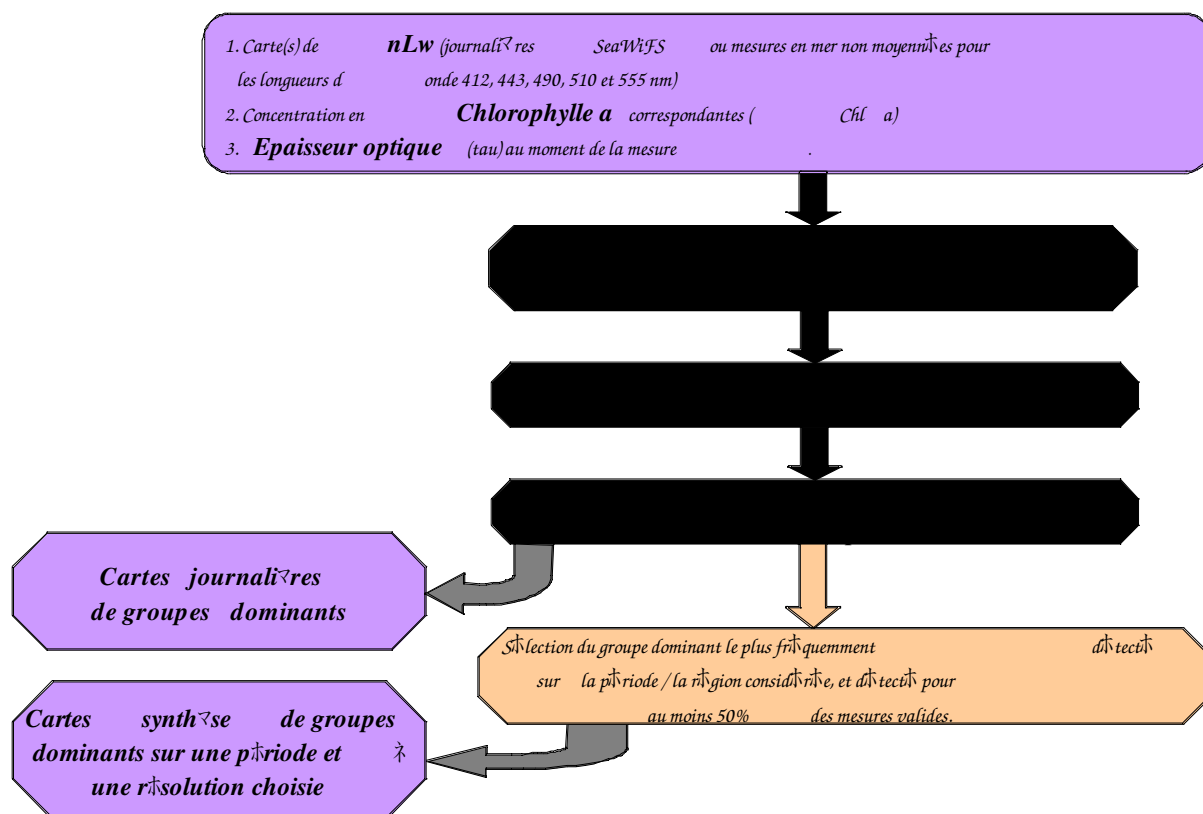 1. Carte(s) de nLw (journaliマres SeaWiFS ou mesures en mer non moyennホes pour
les longueurs d onde 412, 443, 490, 510 et 555 nm)
2. Concentration en Chlorophylle a correspondantes ( Chl a)
3. Epaisseur optique (tau) au moment de la mesure .
Cartes journaliマres
de groupes dominants
Sホlection du groupe dominant le plus frホquemment dホtectホ
sur la pホriode / la rホgion considホrホe, et dホtectホ pour
au moins 50% des mesures valides.
Cartes synthマse de groupes
dominants sur une pホriode et ネ
une rホsolution choisie